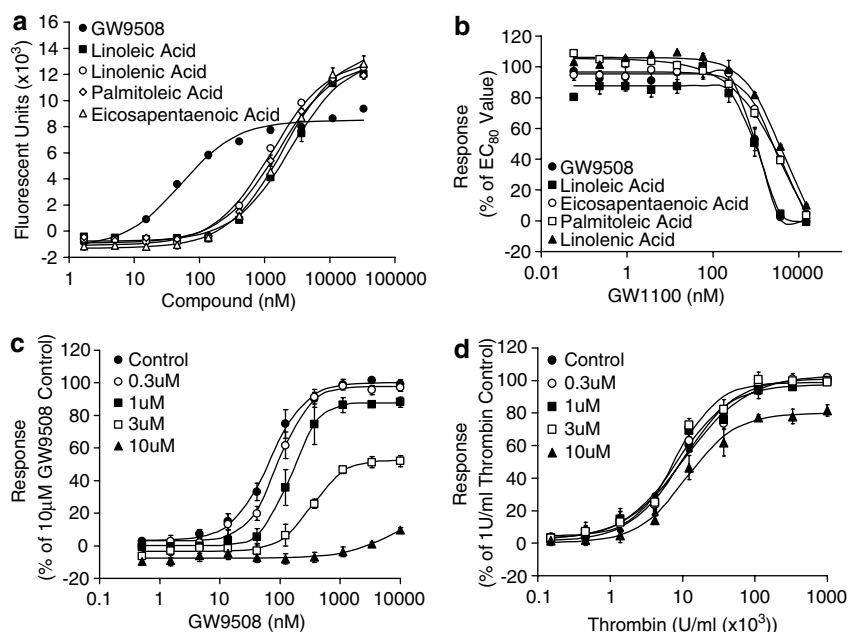 a
Fluorescent Units (x10³)
16
14
12
10
8
6
4
2
0
-2
GW9508
Linoleic Acid
Linolenic Acid
Palmitoleic Acid
Eicosapentaenoic Acid
1 10 100 1000 10000 100000
Compound (nM)
b
Response
(% of EC80 Value)
120
100
80
60
40
20
0
-20
GW9508
Linoleic Acid
Eicosapentaenoic Acid
Palmitoleic Acid
Linolenic Acid
0.01 1 100 10000
GW1100 (nM)
c
Response
(% of 10μM GW9508 Control)
120
100
80
60
40
20
0
-20
Control
0.3uM
1uM
3uM
10uM
0.1 1 10 100 1000 10000
GW9508 (nM)
d
Response
(% of 1U/ml Thrombin Control)
120
100
80
60
40
20
0
-20
Control
0.3uM
1uM
3uM
10uM
0.1 1 10 100 1000
Thrombin (U/ml (x10³))